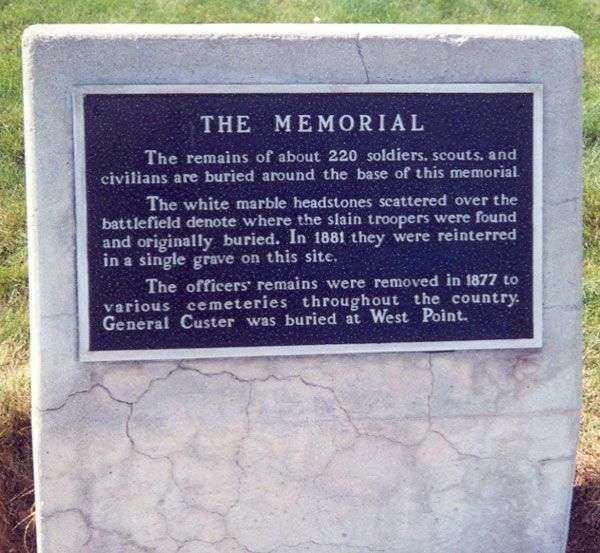 THE MEMORIAL
The remains of about 220 soldiers, scouts, and
civilians are buried around the base of this memorial
The white marble headstones scattered over the
battlefield denote where the slain troopers were found
and originally buried. In 1881 they were reinterred
in a single grave on this site.
The officers' remains were removed in 1877 to
various cemeteries throughout the country.
General Custer was buried at West Point.